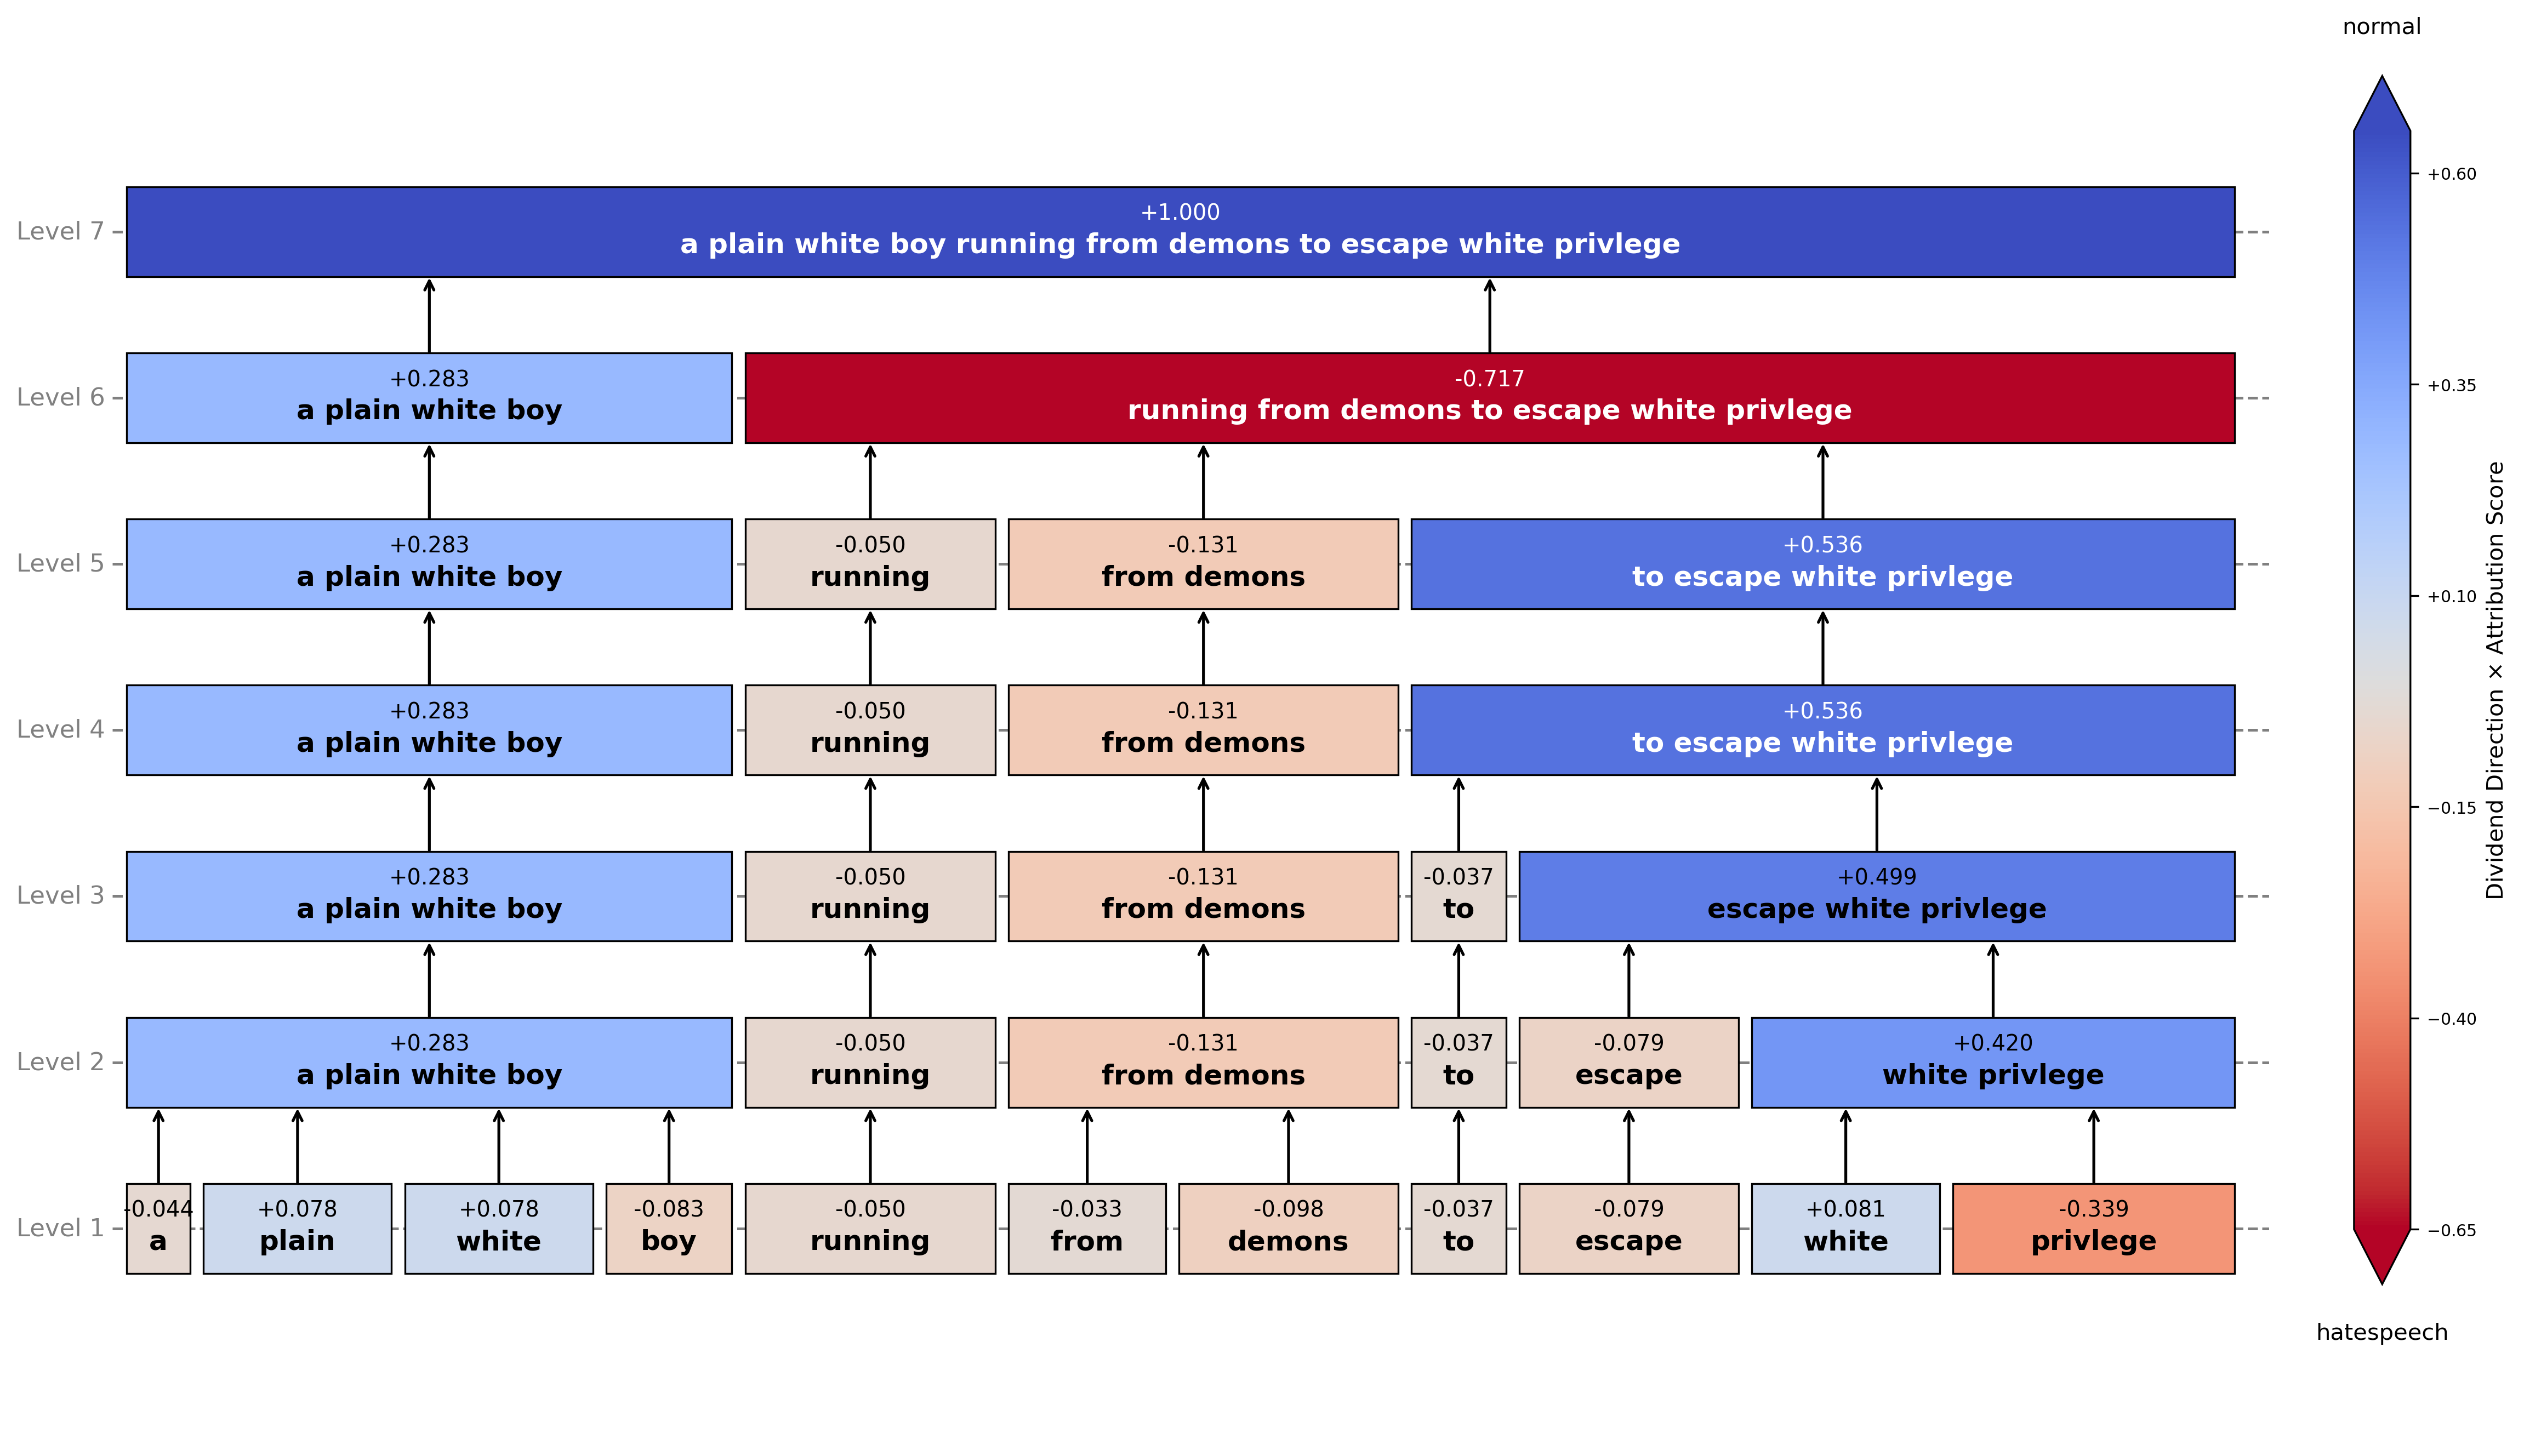 normal
Level 7
+1.000
a plain white boy running from demons to escape white privlege
Level 6
+0.283
a plain white boy
-0.717
running from demons to escape white privlege
Level 5
+0.283
a plain white boy
-0.050
running
-0.131
from demons
+0.536
to escape white privlege
Level 4
+0.283
a plain white boy
-0.050
running
-0.131
from demons
+0.536
to escape white privlege
Level 3
+0.283
a plain white boy
-0.050
running
-0.131
from demons
-0.037
to
+0.499
escape white privlege
Level 2
+0.283
a plain white boy
-0.050
running
-0.131
from demons
-0.037
to
-0.079
escape
+0.420
white privlege
Level 1
-0.044
a
+0.078
plain
+0.078
white
-0.083
boy
-0.050
running
-0.033
from
-0.098
demons
-0.037
to
-0.079
escape
+0.081
white
-0.339
privlege
+0.60
+0.35
+0.10
−0.15
−0.40
−0.65
Dividend Direction × Attribution Score
hatespeech